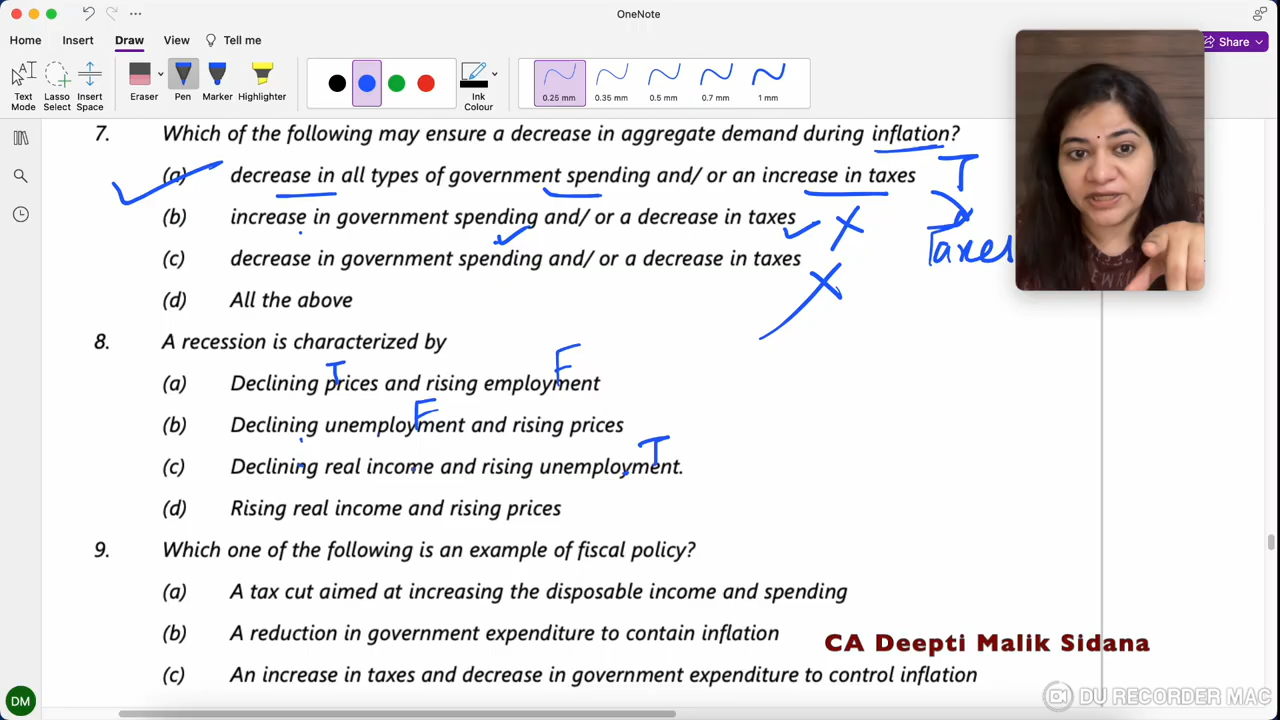 OneNote
Home Insert Draw View Tell me
Share
Text Mode
Lasso Select
Insert Space
Eraser
Pen
Marker
Highlighter
Ink Colour
0.25 mm
0.35 mm
0.5 mm
0.7 mm
1 mm
7. Which of the following may ensure a decrease in aggregate demand during inflation?
(a) decrease in all types of government spending and/ or an increase in taxes
T
(b) increase in government spending and/ or a decrease in taxes
Taxes
(c) decrease in government spending and/ or a decrease in taxes
(d) All the above
8. A recession is characterized by
T F
(a) Declining prices and rising employment
F
(b) Declining unemployment and rising prices
T
(c) Declining real income and rising unemployment.
(d) Rising real income and rising prices
9. Which one of the following is an example of fiscal policy?
(a) A tax cut aimed at increasing the disposable income and spending
(b) A reduction in government expenditure to contain inflation
CA Deepti Malik Sidana
(c) An increase in taxes and decrease in government expenditure to control inflation
DM
DU RECORDER MAC